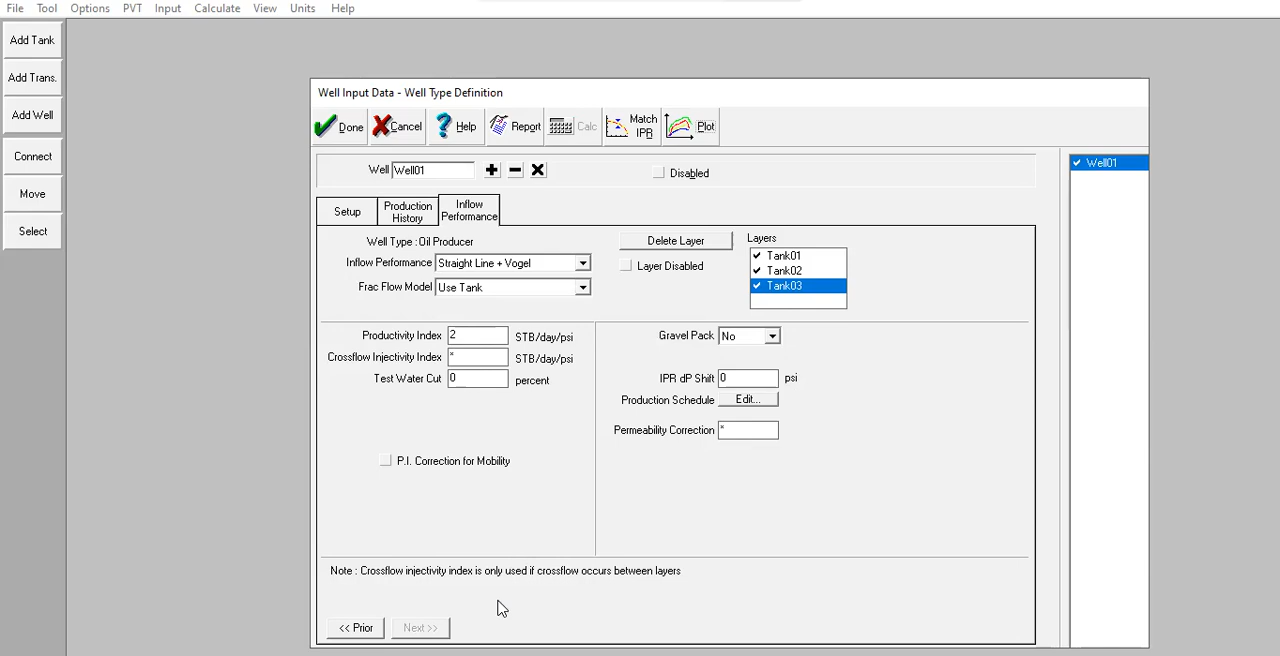 File Tool Options PVT Input Calculate View Units Help
Add Tank
Add Trans.
Add Well
Connect
Move
Select
Well Input Data - Well Type Definition
Done Cancel Help Report Calc Match IPR Plot
Well Well01 Disabled
Well01
Setup Production History Inflow Performance
Well Type : Oil Producer Delete Layer Layers
Inflow Performance Straight Line + Vogel Layer Disabled Tank01
Tank02
Frac Flow Model Use Tank Tank03
Productivity Index 2 STB/day/psi Gravel Pack No
Crossflow Injectivity Index * STB/day/psi
Test Water Cut 0 percent IPR dP Shift 0 psi
Production Schedule Edit...
Permeability Correction *
P.I. Correction for Mobility
Note : Crossflow injectivity index is only used if crossflow occurs between layers
<< Prior Next >>